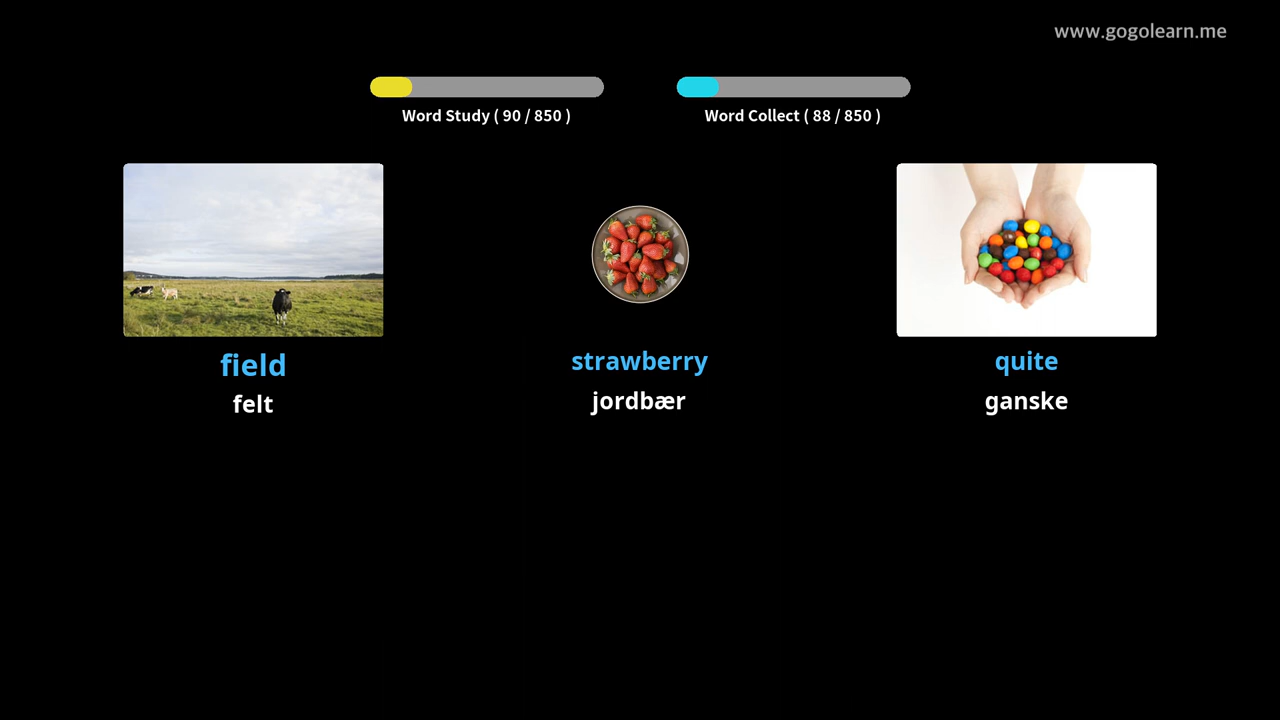 www.gogolearn.me
Word Study ( 90 / 850 )
Word Collect ( 88 / 850 )
field
felt
strawberry
jordbær
quite
ganske